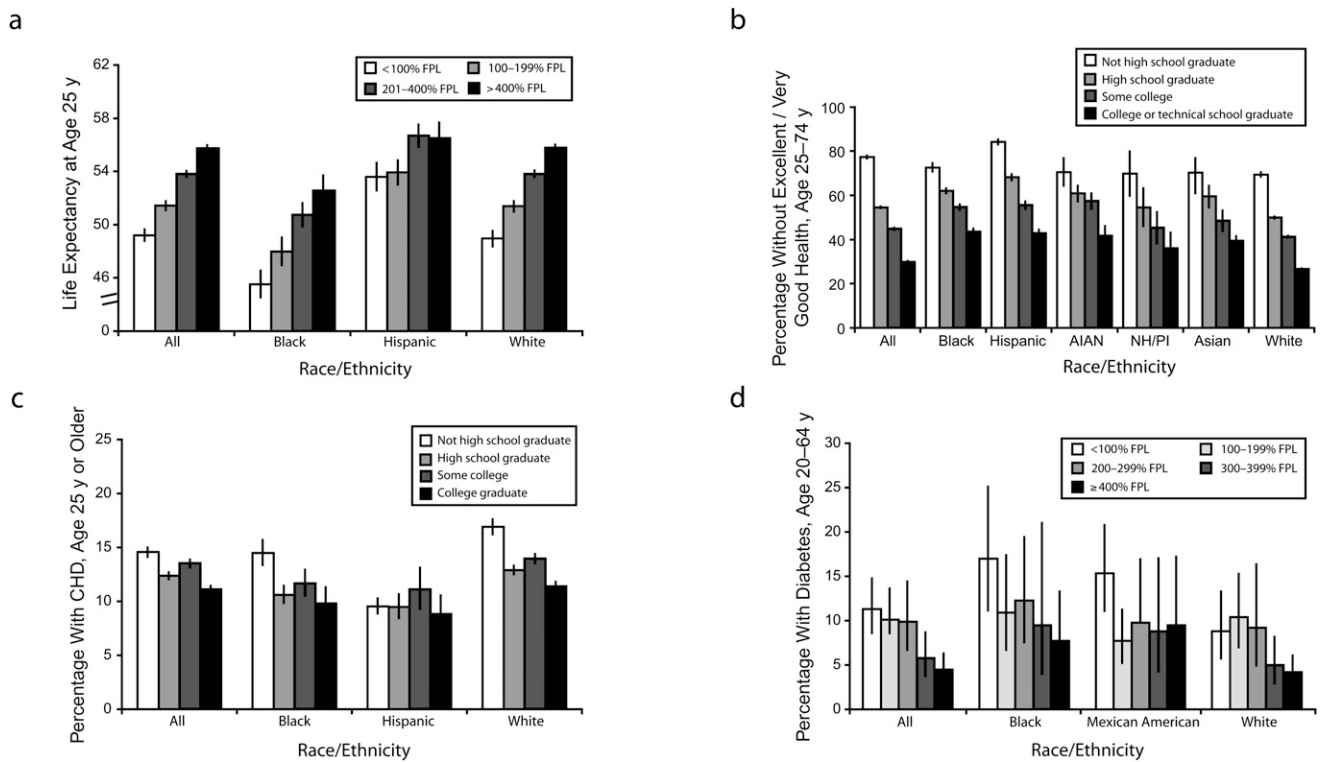 a
Life Expectancy at Age 25 y
62
58
54
50
46
0
<100% FPL
100–199% FPL
201–400% FPL
>400% FPL
All
Black
Hispanic
White
Race/Ethnicity
b
Percentage Without Excellent / Very
Good Health, Age 25–74 y
100
80
60
40
20
0
Not high school graduate
High school graduate
Some college
College or technical school graduate
All
Black
Hispanic
AIAN
NH/PI
Asian
White
Race/Ethnicity
c
Percentage With CHD, Age 25 y or Older
25
20
15
10
5
0
Not high school graduate
High school graduate
Some college
College graduate
All
Black
Hispanic
White
Race/Ethnicity
d
Percentage With Diabetes, Age 20–64 y
30
25
20
15
10
5
0
<100% FPL
100–199% FPL
200–299% FPL
300–399% FPL
≥400% FPL
All
Black
Mexican American
White
Race/Ethnicity